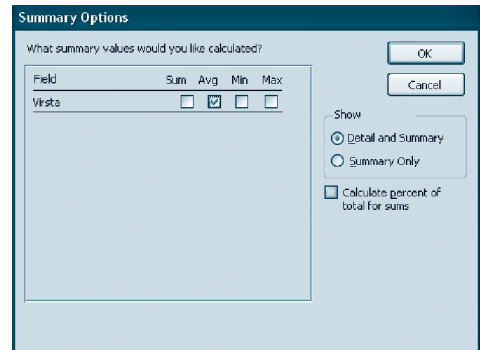 Summary Options
What summary values would you like calculated?
OK
Cancel
Field Sum Avg Min Max
Virsta
Show
Detail and Summary
Summary Only
Calculate percent of
total for sums